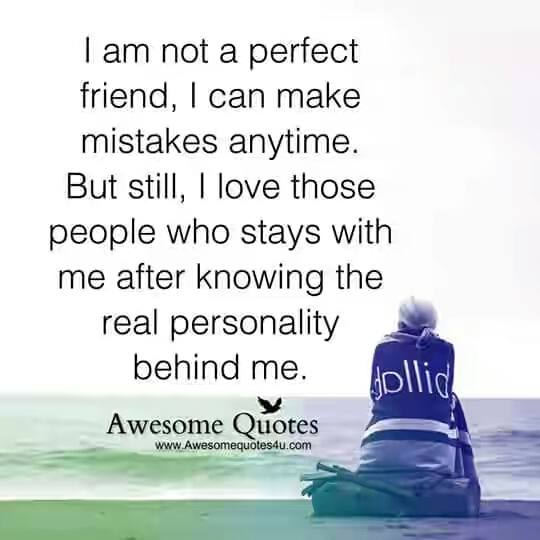 I am not a perfect
friend, I can make
mistakes anytime.
But still, I love those
people who stays with
me after knowing the
real personality
behind me.
Awesome Quotes
www.Awesomequotes4u.com